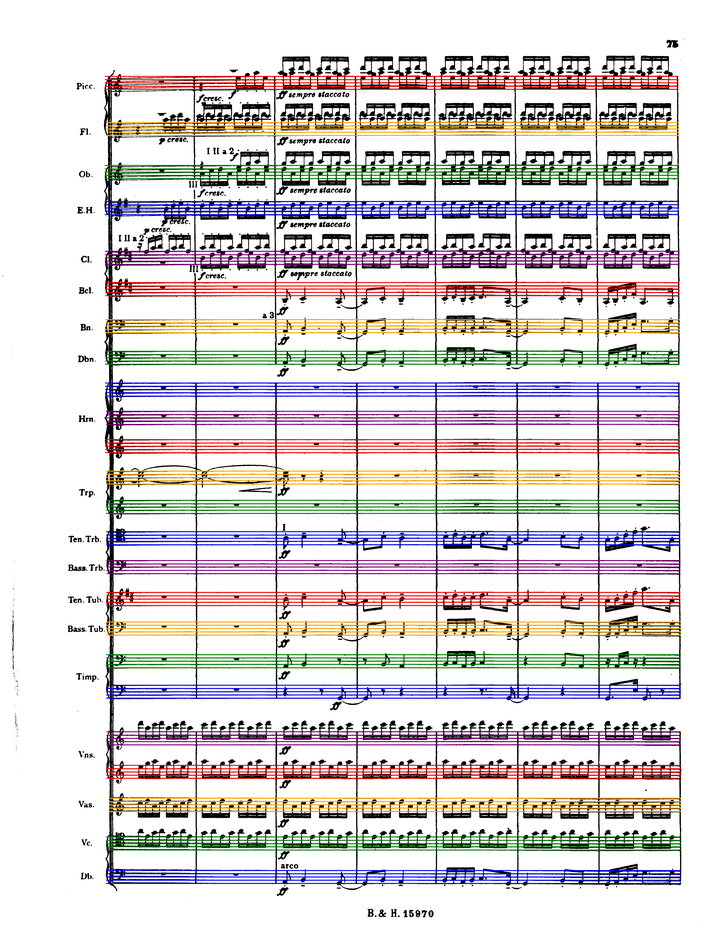 75
Picc.
f cresc.
f
ff sempre staccato
Fl.
p cresc.
ff sempre staccato
I II a 2
f
Ob.
III
f cresc.
ff sempre staccato
E.H.
p cresc.
ff sempre staccato
p cresc.
I II a 2
Cl.
III
f cresc.
ff sempre staccato
Bcl.
ff
a 3
Bn.
ff
Dbn.
ff
Hrn.
Trp.
ff
I
Ten. Trb.
ff
Bass. Trb.
Ten. Tub.
ff
Bass. Tub.
ff
Timp.
ff
ff
Vns.
ff
ff
Vas.
ff
Vc.
ff
arco
Db.
ff
B. & H. 15970